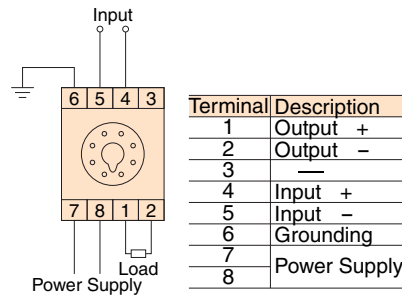 Input
6 5 4 3
7 8 1 2
Load
Power Supply
Terminal Description
1 Output +
2 Output −
3 —
4 Input +
5 Input −
6 Grounding
7
8 Power Supply